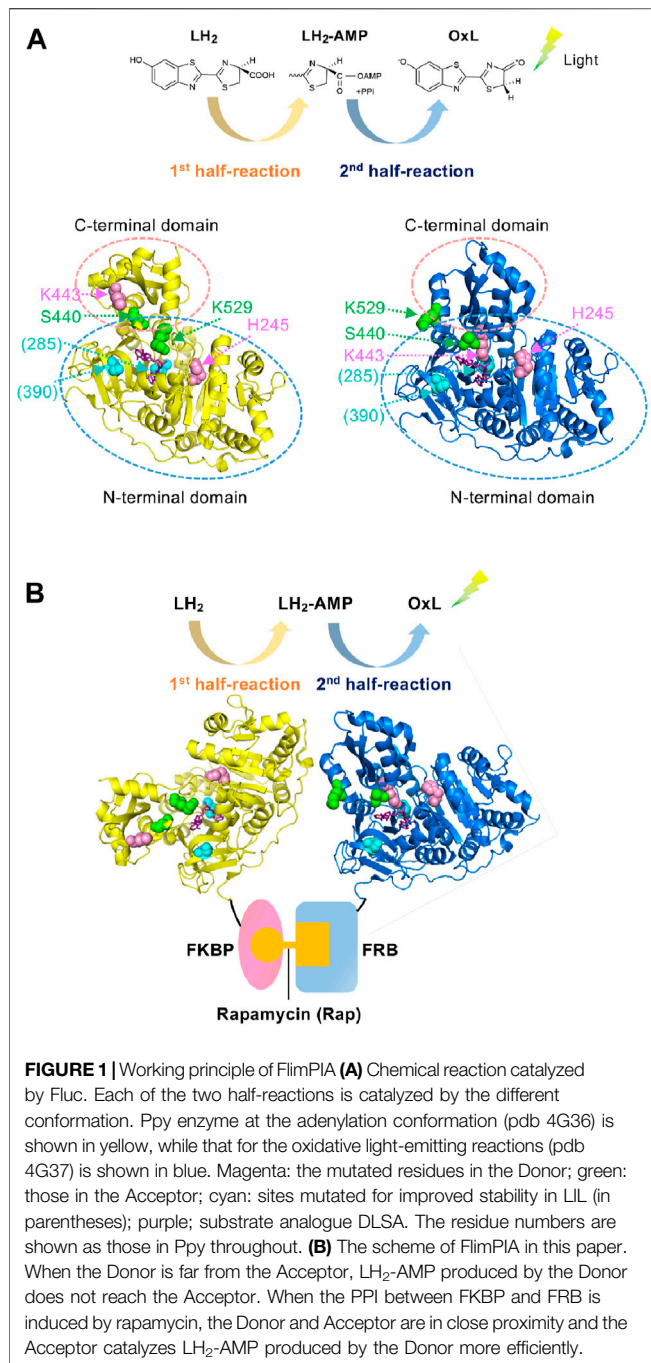 A
LH2 LH2-AMP OxL
HO S N N S H COOH
N S H C OAMP O +PPi
-O S N N S O H H
Light
1st half-reaction 2nd half-reaction
C-terminal domain C-terminal domain
K443
S440
K529
H245
(285)
(390)
K529
S440
K443
H245
(285)
(390)
N-terminal domain N-terminal domain
B
LH2 LH2-AMP OxL
1st half-reaction 2nd half-reaction
FKBP FRB
Rapamycin (Rap)
FIGURE 1 | Working principle of FlimPIA (A) Chemical reaction catalyzed
by Fluc. Each of the two half-reactions is catalyzed by the different
conformation. Ppy enzyme at the adenylation conformation (pdb 4G36) is
shown in yellow, while that for the oxidative light-emitting reactions (pdb
4G37) is shown in blue. Magenta: the mutated residues in the Donor; green:
those in the Acceptor; cyan: sites mutated for improved stability in LIL (in
parentheses); purple; substrate analogue DLSA. The residue numbers are
shown as those in Ppy throughout. (B) The scheme of FlimPIA in this paper.
When the Donor is far from the Acceptor, LH2-AMP produced by the Donor
does not reach the Acceptor. When the PPI between FKBP and FRB is
induced by rapamycin, the Donor and Acceptor are in close proximity and the
Acceptor catalyzes LH2-AMP produced by the Donor more efficiently.